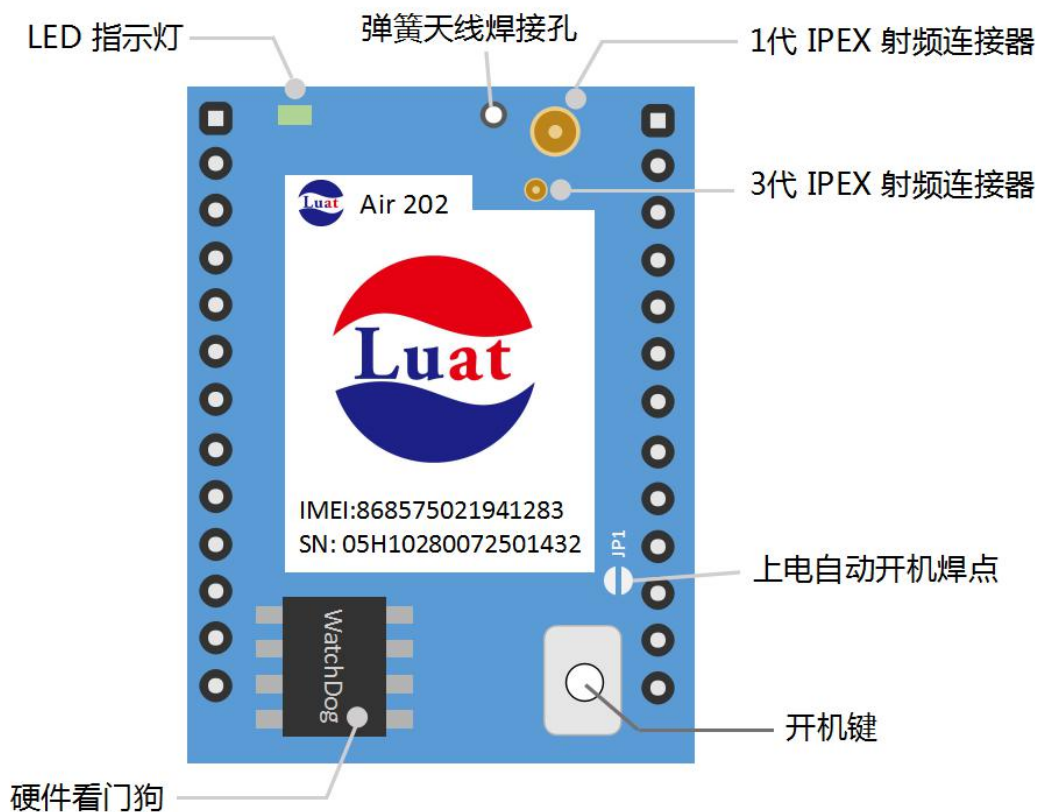 LED 指示灯
弹簧天线焊接孔
1代 IPEX 射频连接器
3代 IPEX 射频连接器
Luat Air 202
Luat
IMEI:868575021941283
SN: 05H10280072501432
JP1
上电自动开机焊点
WatchDog
开机键
硬件看门狗